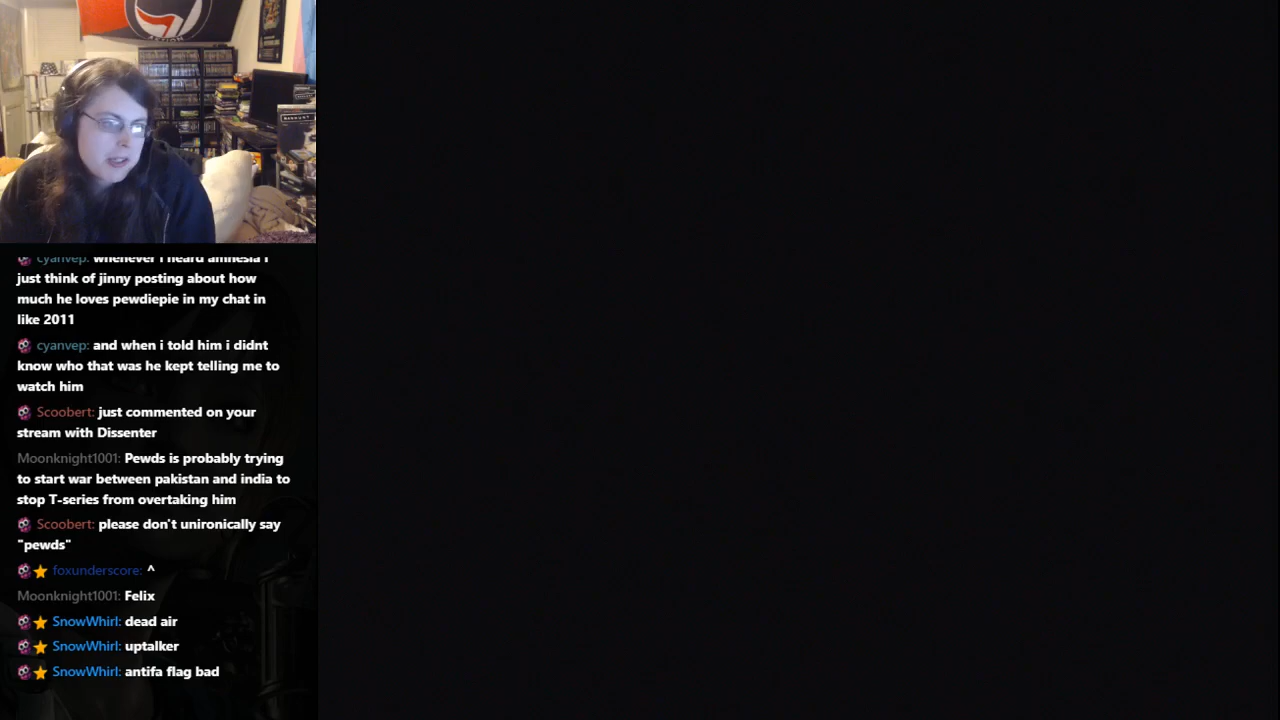 ACTION
MANHUNT
cyanvep: whenever i heard amnesia i
just think of jinny posting about how
much he loves pewdiepie in my chat in
like 2011
cyanvep: and when i told him i didnt
know who that was he kept telling me to
watch him
Scoobert: just commented on your
stream with Dissenter
Moonknight1001: Pewds is probably trying
to start war between pakistan and india to
stop T-series from overtaking him
Scoobert: please don't unironically say
"pewds"
foxunderscore: ^
Moonknight1001: Felix
SnowWhirl: dead air
SnowWhirl: uptalker
SnowWhirl: antifa flag bad